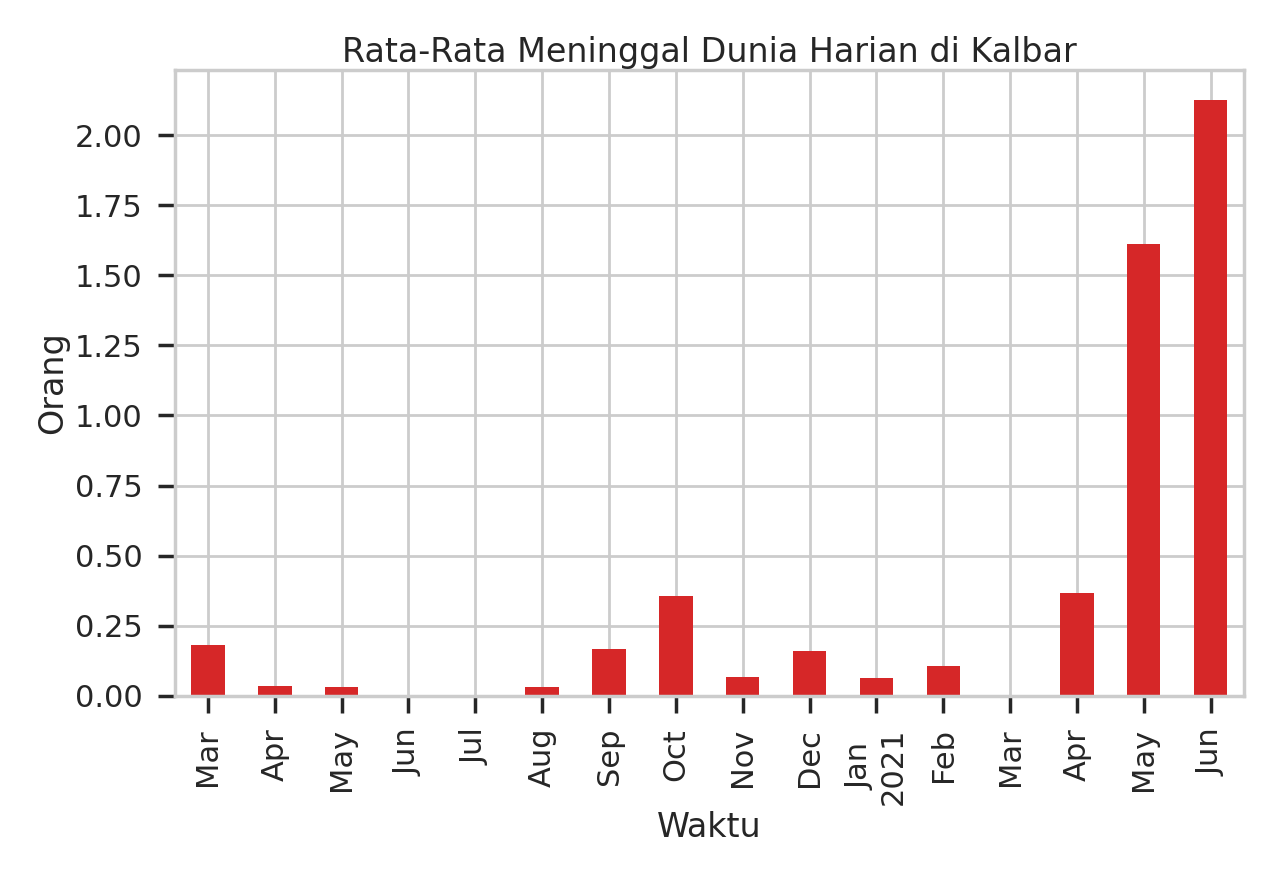 Rata-Rata Meninggal Dunia Harian di Kalbar
2.00
1.75
1.50
1.25
1.00
0.75
0.50
0.25
0.00
Orang
Mar
Apr
May
Jun
Jul
Aug
Sep
Oct
Nov
Dec
Jan
2021
Feb
Mar
Apr
May
Jun
Waktu